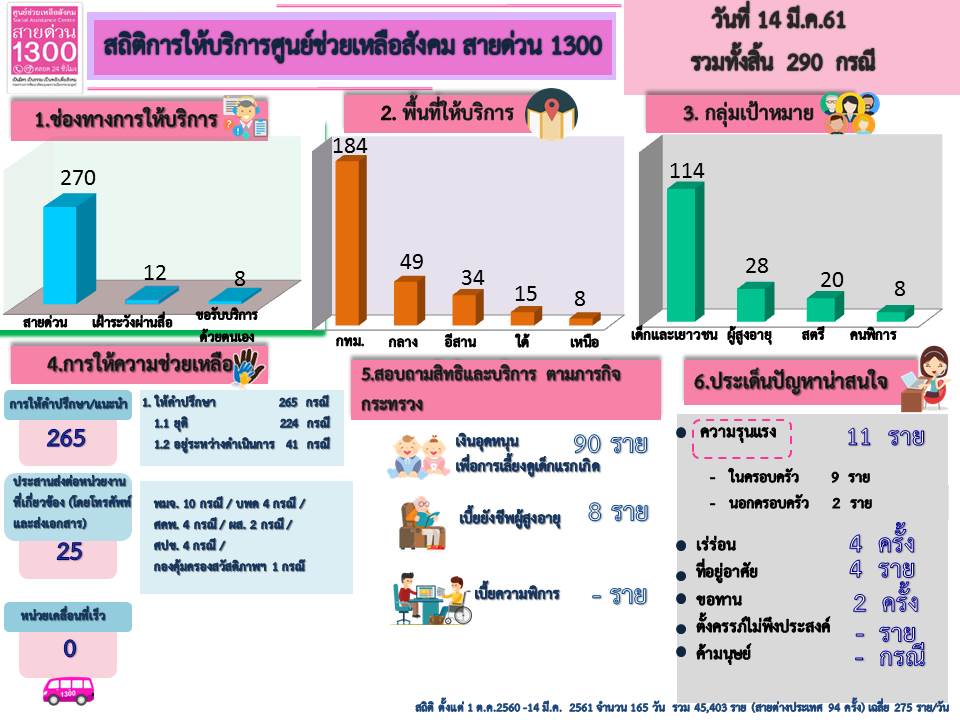 ศูนย์ช่วยเหลือสังคม
Social Assistance Centre
สายด่วน
1300
ตลอด 24 ชั่วโมง
สถิติการให้บริการศูนย์ช่วยเหลือสังคม สายด่วน 1300
วันที่ 14 มี.ค.61
รวมทั้งสิ้น 290 กรณี
1.ช่องทางการให้บริการ
270
12
8
สายด่วน
เฝ้าระวังผ่านสื่อ
ขอรับบริการ
ด้วยตนเอง
2. พื้นที่ให้บริการ
184
49
34
15
8
กทม.
กลาง
อีสาน
ใต้
เหนือ
3. กลุ่มเป้าหมาย
114
28
20
8
เด็กและเยาวชน
ผู้สูงอายุ
สตรี
คนพิการ
4.การให้ความช่วยเหลือ
การให้คำปรึกษา/แนะนำ
265
1. ให้คำปรึกษา 265 กรณี
1.1 ยุติ 224 กรณี
1.2 อยู่ระหว่างดำเนินการ 41 กรณี
ประสานส่งต่อหน่วยงาน
ที่เกี่ยวข้อง (โดยโทรศัพท์
และส่งเอกสาร)
25
พมจ. 10 กรณี / บพด 4 กรณี /
สดพ. 4 กรณี / ผส. 2 กรณี /
สปข. 4 กรณี /
กองคุ้มครองสวัสดิภาพฯ 1 กรณี
หน่วยเคลื่อนที่เร็ว
0
1300
5.สอบถามสิทธิและบริการ ตามภารกิจ
กระทรวง
เงินอุดหนุน 90 ราย
เพื่อการเลี้ยงดูเด็กแรกเกิด
เบี้ยยังชีพผู้สูงอายุ 8 ราย
เบี้ยความพิการ - ราย
6.ประเด็นปัญหาน่าสนใจ
ความรุนแรง 11 ราย
- ในครอบครัว 9 ราย
- นอกครอบครัว 2 ราย
เร่ร่อน 4 ครั้ง
ที่อยู่อาศัย 4 ราย
ขอทาน 2 ครั้ง
ตั้งครรภ์ไม่พึงประสงค์ - ราย
ค้ามนุษย์ - กรณี
สถิติ ตั้งแต่ 1 ต.ค.2560 -14 มี.ค. 2561 จำนวน 165 วัน รวม 45,403 ราย (สายต่างประเทศ 94 ครั้ง) เฉลี่ย 275 ราย/วัน